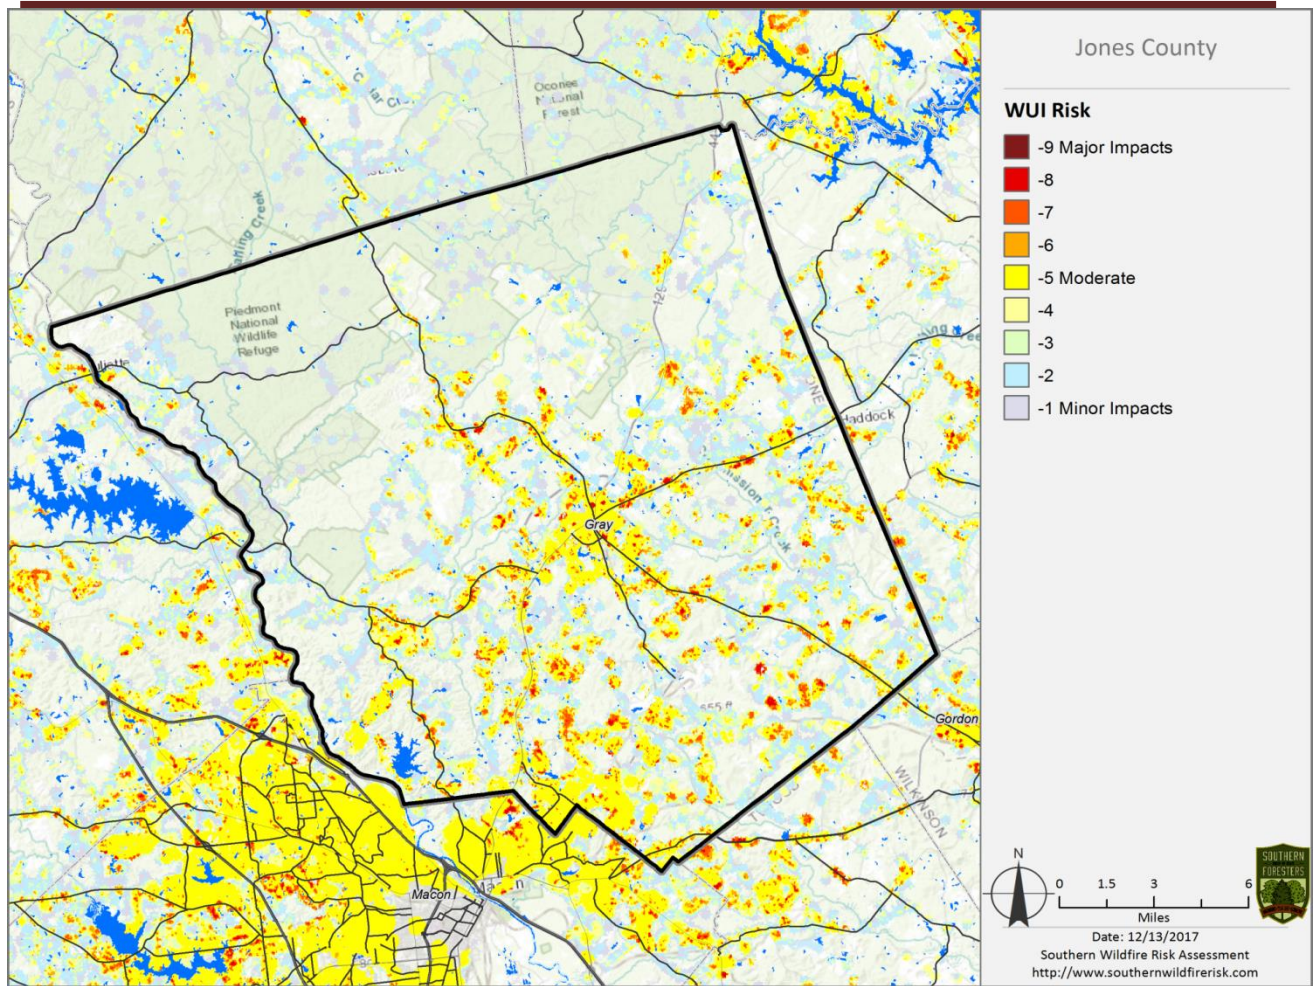 Jones County
WUI Risk
-9 Major Impacts
-8
-7
-6
-5 Moderate
-4
-3
-2
-1 Minor Impacts
Oconee
National
Forest
Piedmont
National
Wildlife
Refuge
Haddock
Gray
Gordon
WILKINSON
Macon
N
0 1.5 3 6
Miles
SOUTHERN
FORESTERS
Date: 12/13/2017
Southern Wildfire Risk Assessment
http://www.southernwildfirerisk.com